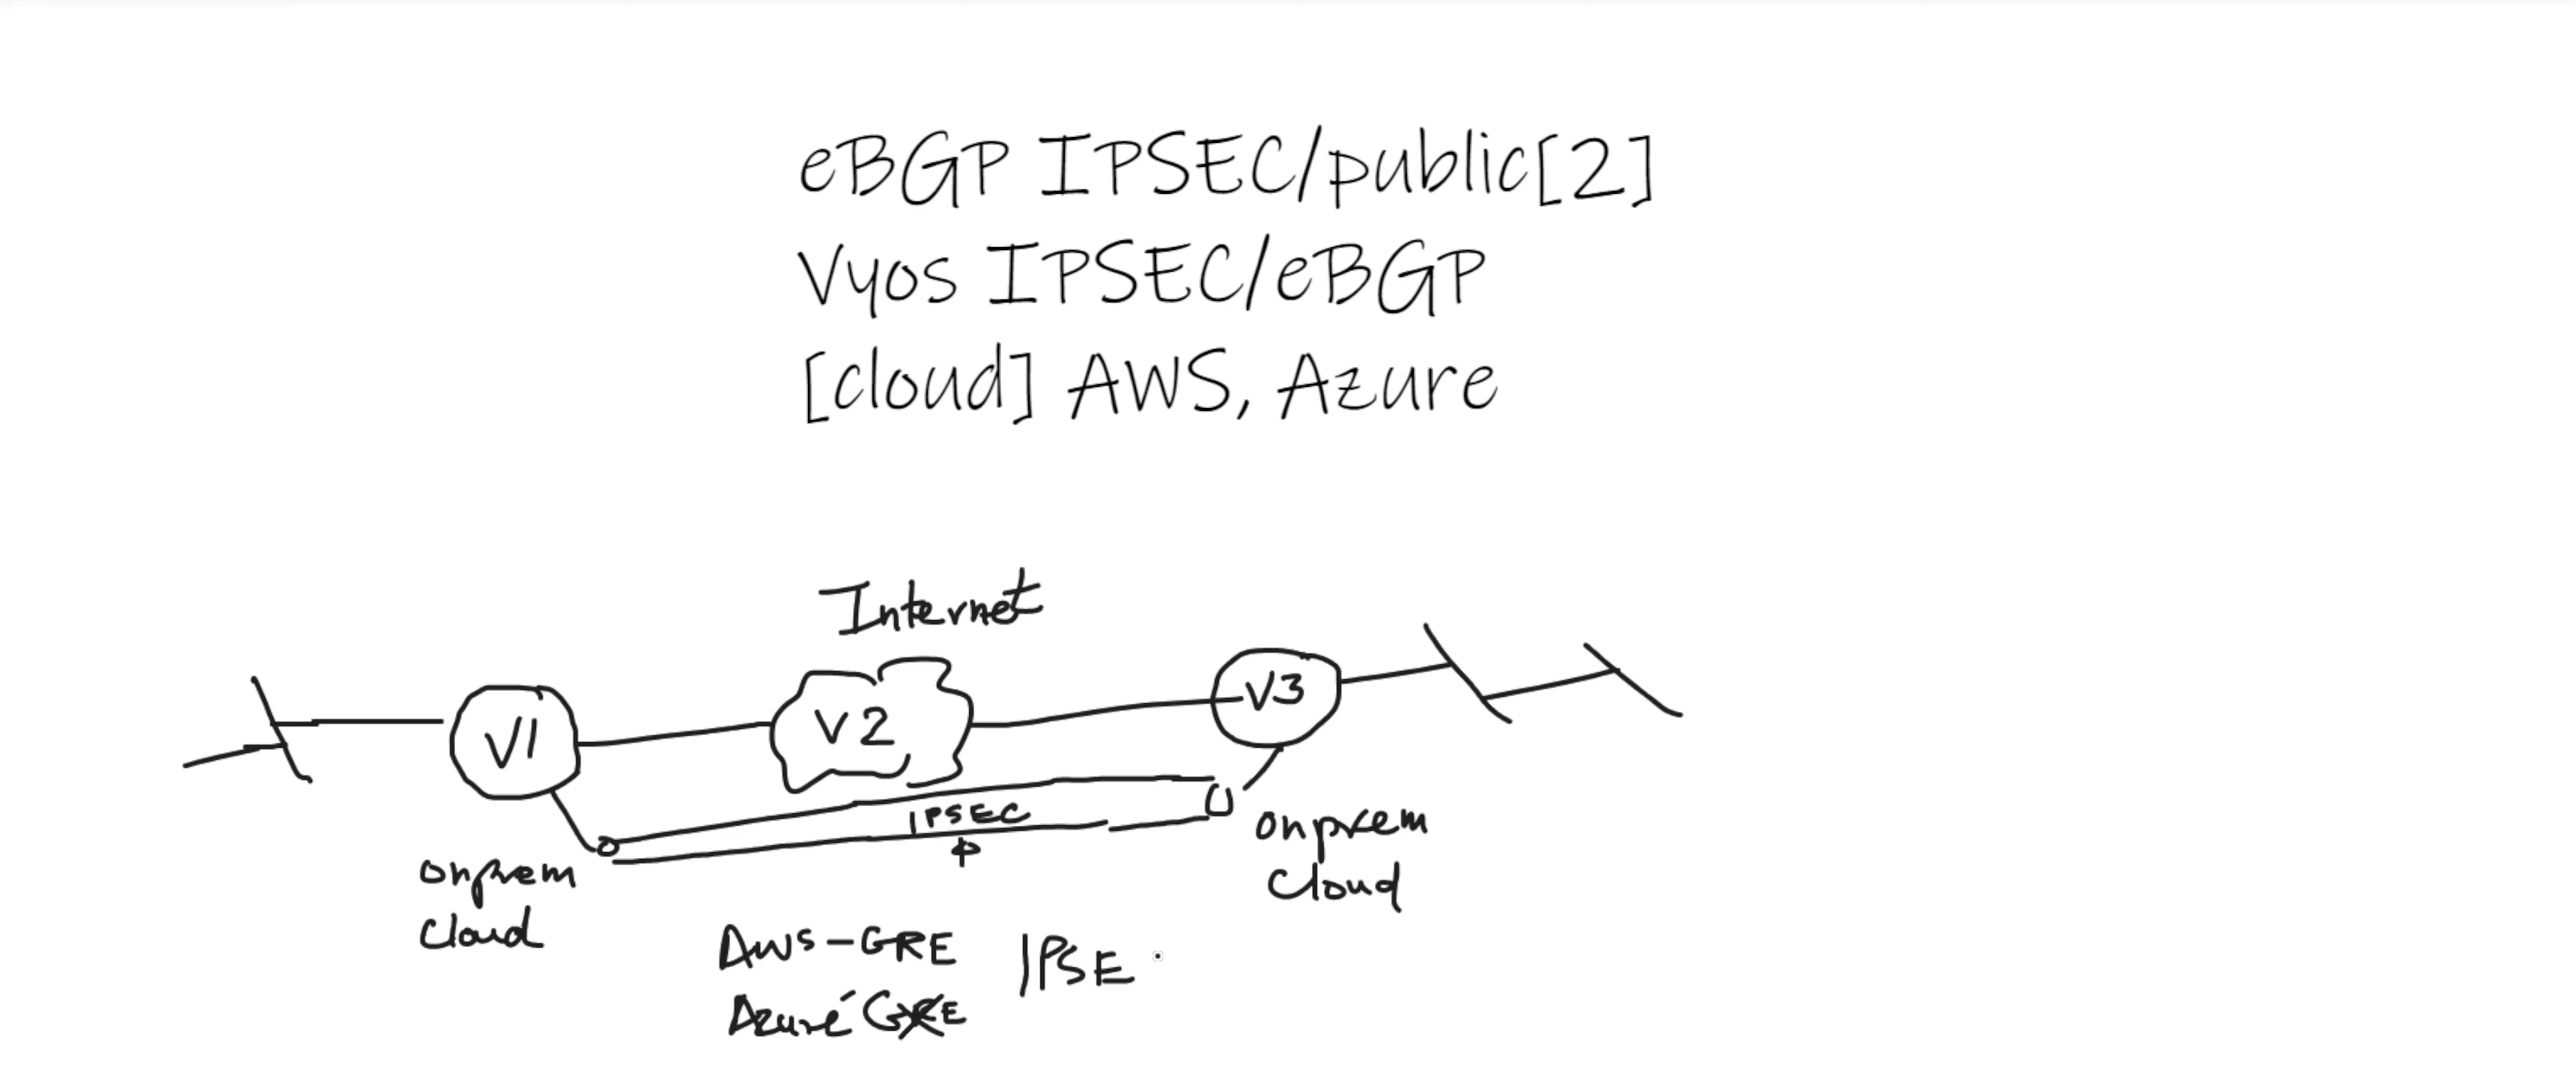 eBGP IPSEC/public[2]
Vyos IPSEC/eBGP
[cloud] AWS, Azure
Internet
V1
V2
V3
IPSEC
onprem
cloud
onprem
cloud
AWS-GRE
IPSE
Azure GRE